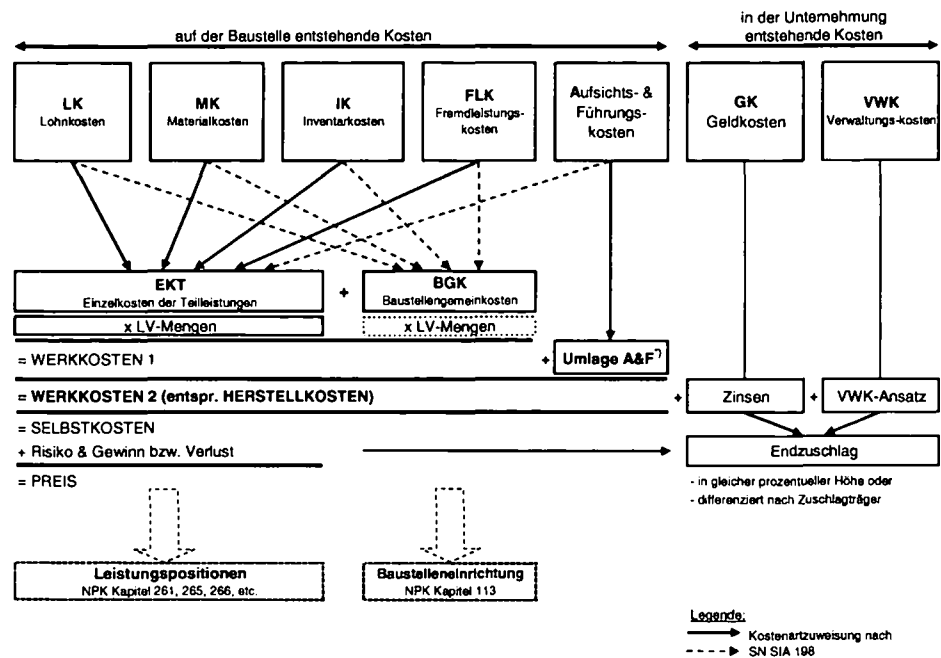 in der Unternehmung
auf der Baustelle entstehende Kosten
entstehende Kosten
LK
Lohnkosten
MK
Materialkosten
IK
Inventarkosten
FLK
Fremdleistungs-
kosten
Aufsichts- &
Führungs-
kosten
GK
Geldkosten
VWK
Verwaltungs-kosten
EKT
Einzelkosten der Teilleistungen
+
BGK
Baustellengemeinkosten
x LV-Mengen
x LV-Mengen
= WERKKOSTEN 1
+ Umlage A&F*)
= WERKKOSTEN 2 (entspr. HERSTELLKOSTEN)
+ Zinsen + VWK-Ansatz
= SELBSTKOSTEN
+ Risiko & Gewinn bzw. Verlust
Endzuschlag
= PREIS
- in gleicher prozentueller Höhe oder
- differenziert nach Zuschlagträger
Leistungspositionen
NPK Kapitel 261, 265, 266, etc.
Baustelleneinrichtung
NPK Kapitel 113
Legende:
Kostenartzuweisung nach
SN SIA 198